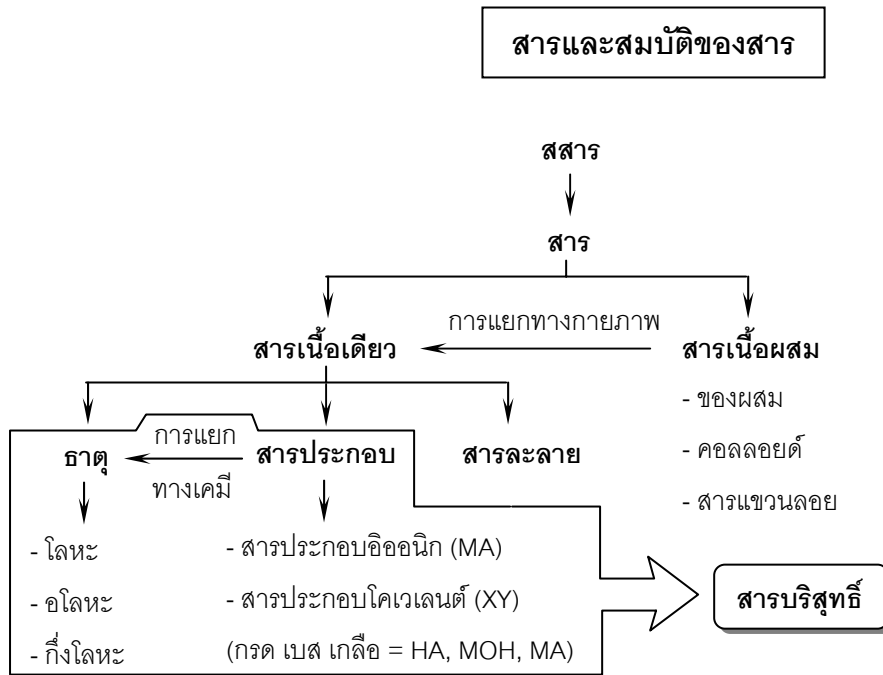 สารและสมบัติของสาร
สสาร
สาร
การแยกทางกายภาพ
สารเนื้อเดียว
สารเนื้อผสม
- ของผสม
- คอลลอยด์
- สารแขวนลอย
ธาตุ
การแยก
ทางเคมี
สารประกอบ
สารละลาย
- โลหะ
- อโลหะ
- กึ่งโลหะ
- สารประกอบอิออนิก (MA)
- สารประกอบโคเวเลนต์ (XY)
(กรด เบส เกลือ = HA, MOH, MA)
สารบริสุทธิ์